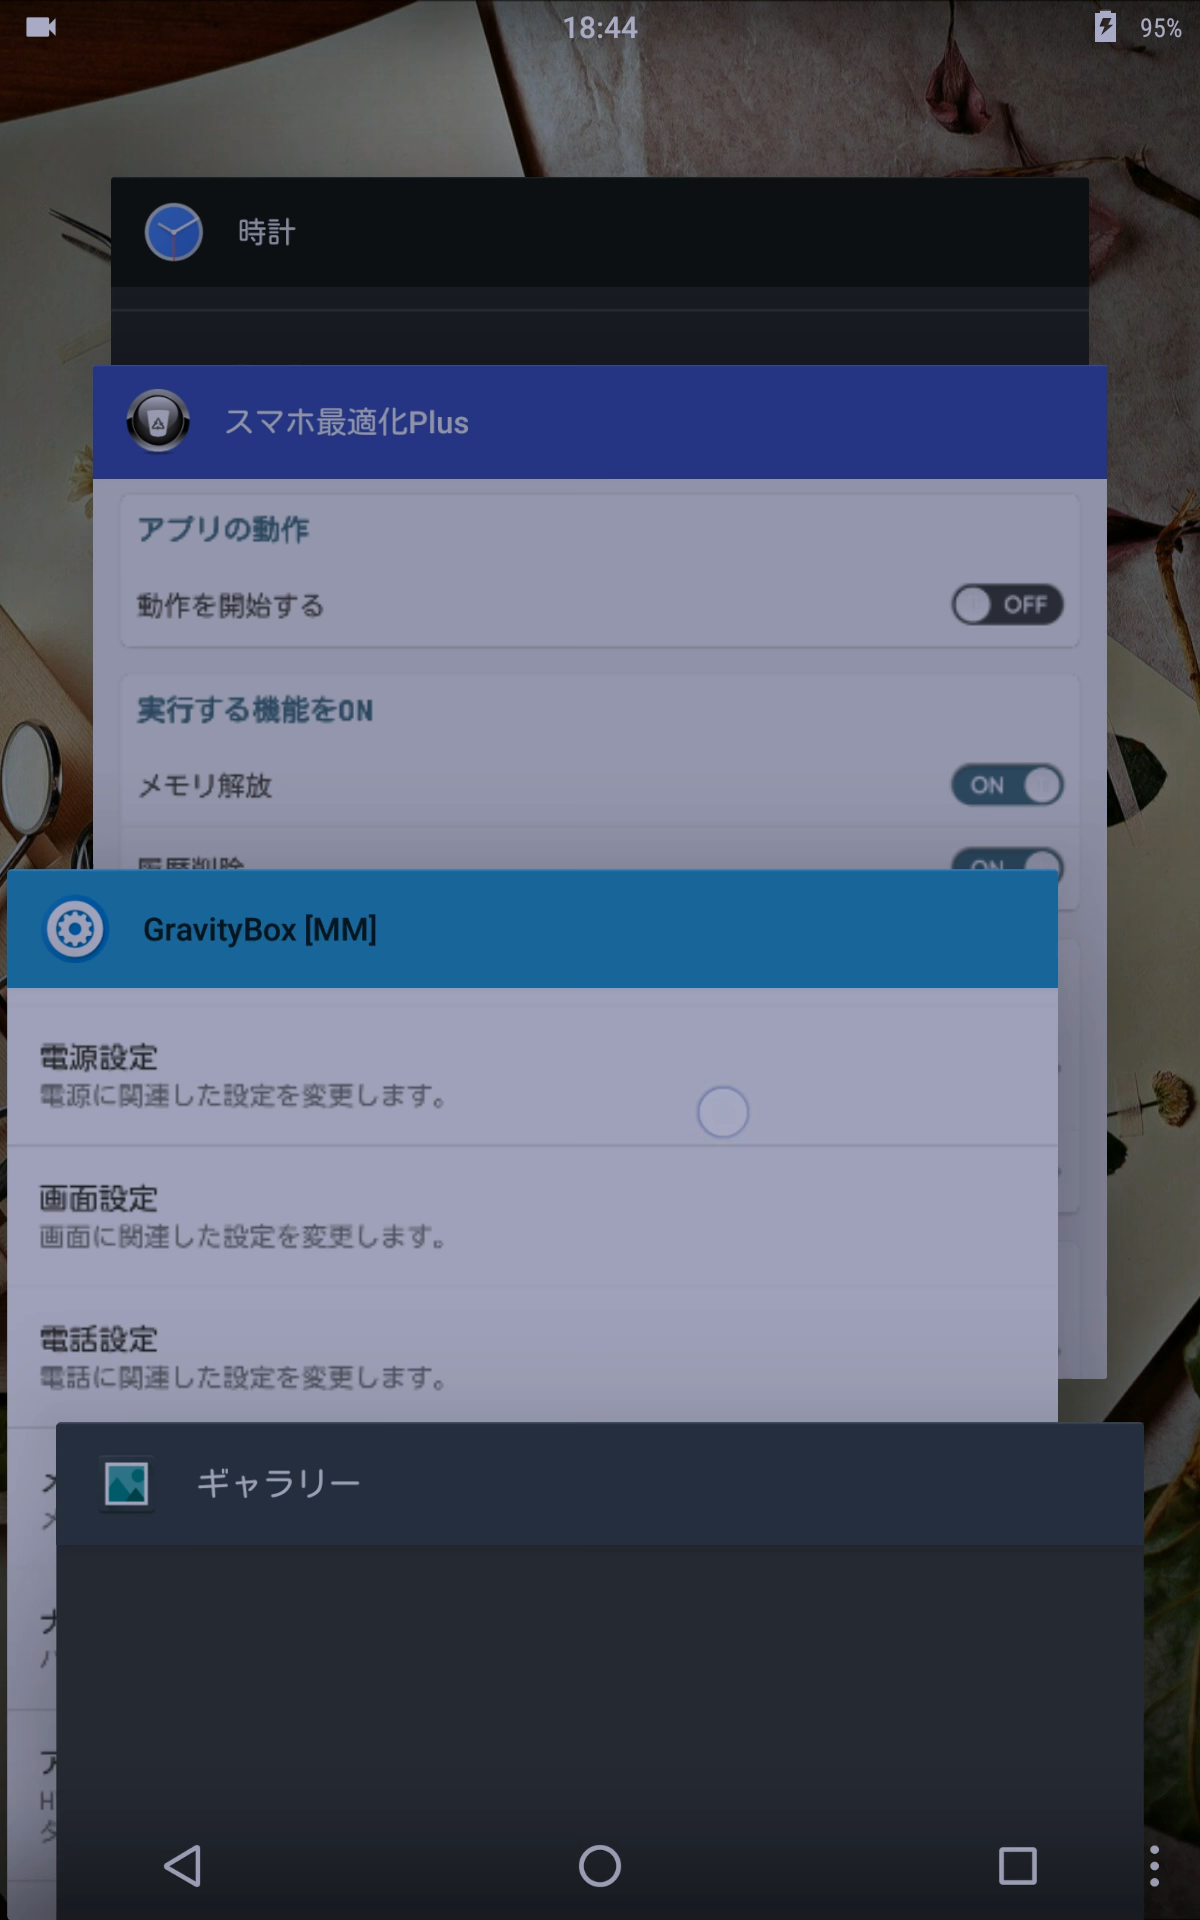 18:44
95%
時計
スマホ最適化Plus
アプリの動作
動作を開始する
OFF
実行する機能をON
メモリ解放
ON
履歴削除
ON
GravityBox [MM]
電源設定
電源に関連した設定を変更します。
画面設定
画面に関連した設定を変更します。
電話設定
電話に関連した設定を変更します。
ギャラリー